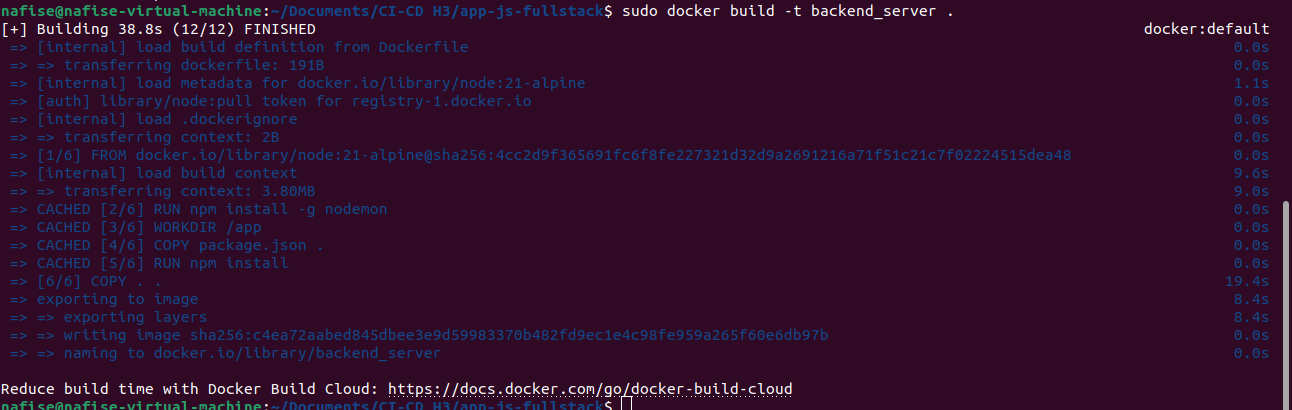 nafise@nafise-virtual-machine:~/Documents/CI-CD H3/app-js-fullstack$ sudo docker build -t backend_server .
[+] Building 38.8s (12/12) FINISHED docker:default
=> [internal] load build definition from Dockerfile 0.0s
=> => transferring dockerfile: 191B 0.0s
=> [internal] load metadata for docker.io/library/node:21-alpine 1.1s
=> [auth] library/node:pull token for registry-1.docker.io 0.0s
=> [internal] load .dockerignore 0.0s
=> => transferring context: 2B 0.0s
=> [1/6] FROM docker.io/library/node:21-alpine@sha256:4cc2d9f365691fc6f8fe227321d32d9a2691216a71f51c21c7f02224515dea48 0.0s
=> [internal] load build context 9.6s
=> => transferring context: 3.80MB 9.0s
=> CACHED [2/6] RUN npm install -g nodemon 0.0s
=> CACHED [3/6] WORKDIR /app 0.0s
=> CACHED [4/6] COPY package.json . 0.0s
=> CACHED [5/6] RUN npm install 0.0s
=> [6/6] COPY . . 19.4s
=> exporting to image 8.4s
=> => exporting layers 8.4s
=> => writing image sha256:c4ea72aabed845dbee3e9d59983370b482fd9ec1e4c98fe959a265f60e6db97b 0.0s
=> => naming to docker.io/library/backend_server 0.0s
Reduce build time with Docker Build Cloud: https://docs.docker.com/go/docker-build-cloud
nafise@nafise-virtual-machine:~/Documents/CI-CD H3/app-js-fullstack$